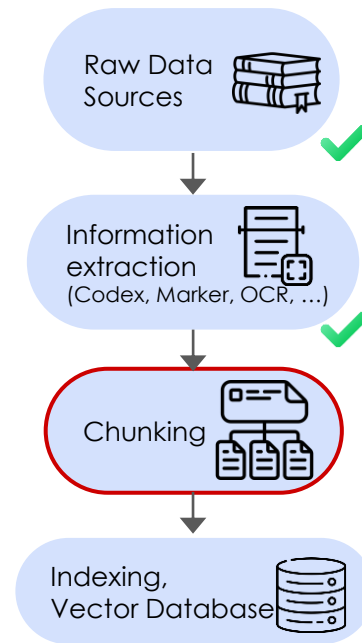 Raw Data
Sources
Information
extraction
(Codex, Marker, OCR, ...)
Chunking
Indexing,
Vector Database